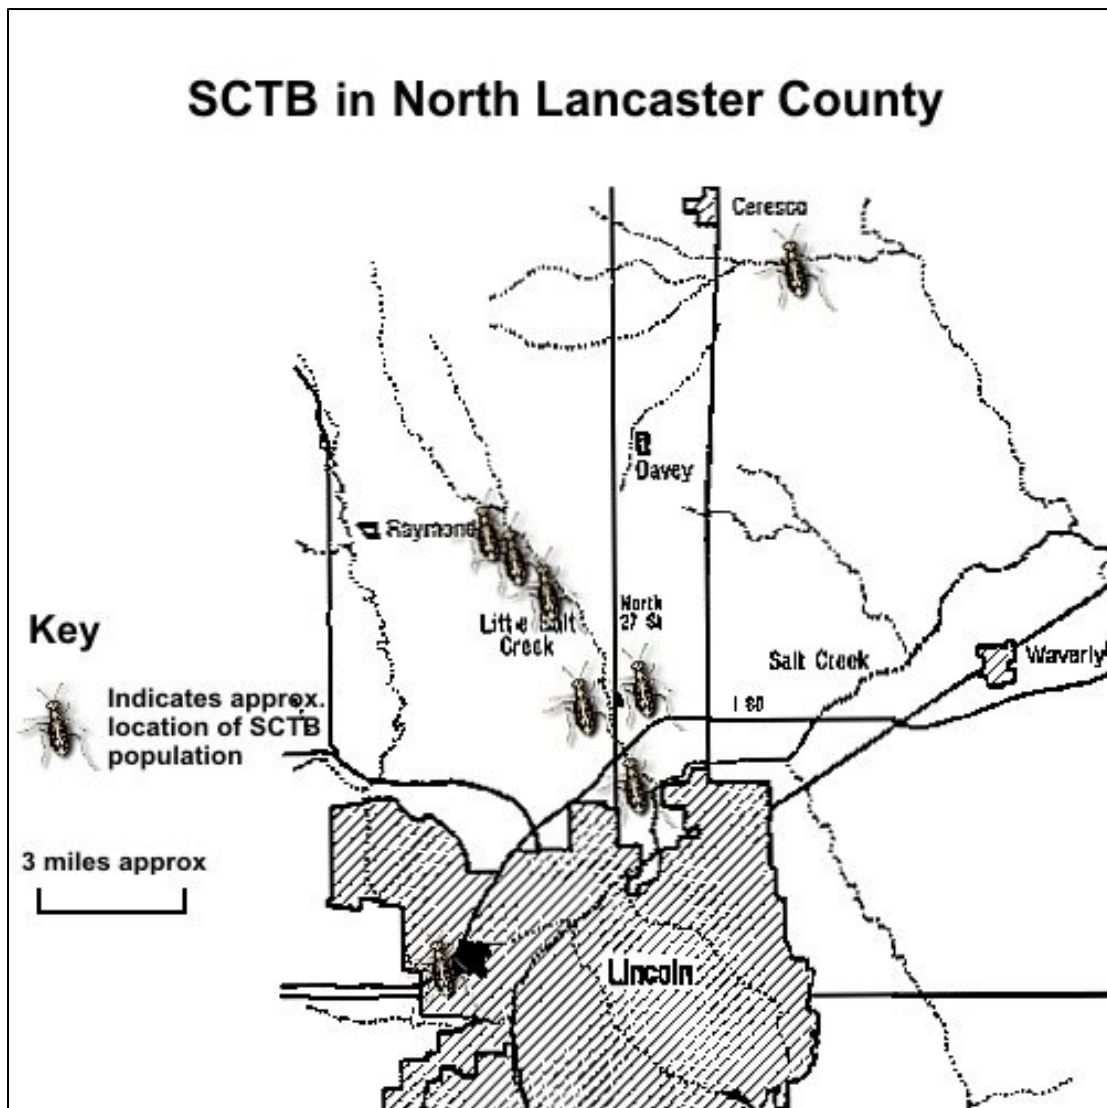 SCTB in North Lancaster County
Ceresco
Davey
Raymond
North
27 St
Little Salt
Creek
Salt Creek
Waverly
I 80
Key
Indicates approx.
location of SCTB
population
3 miles approx
Lincoln